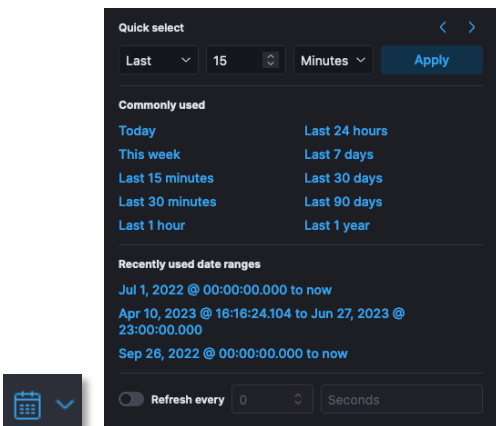 Quick select
Last 15 Minutes Apply
Commonly used
Today Last 24 hours
This week Last 7 days
Last 15 minutes Last 30 days
Last 30 minutes Last 90 days
Last 1 hour Last 1 year
Recently used date ranges
Jul 1, 2022 @ 00:00:00.000 to now
Apr 10, 2023 @ 16:16:24.104 to Jun 27, 2023 @
23:00:00.000
Sep 26, 2022 @ 00:00:00.000 to now
Refresh every 0 Seconds